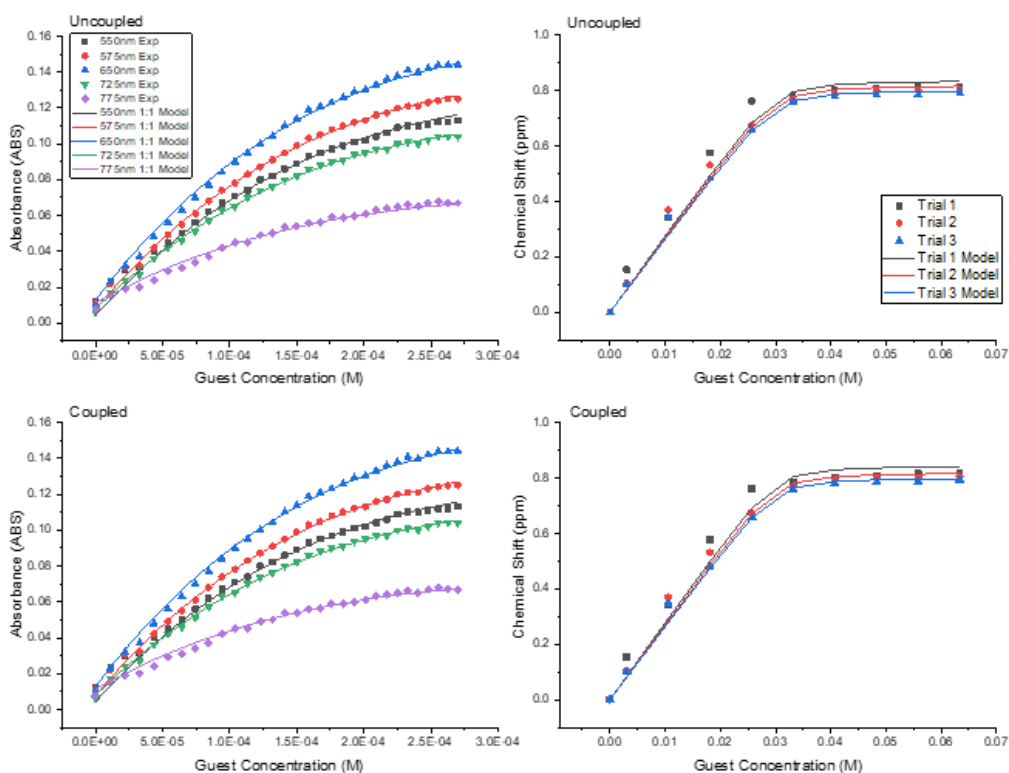 Uncoupled
0.16
0.14
0.12
0.10
0.08
0.06
0.04
0.02
0.00
Absorbance (ABS)
550nm Exp
575nm Exp
650nm Exp
725nm Exp
775nm Exp
550nm 1:1 Model
575nm 1:1 Model
650nm 1:1 Model
725nm 1:1 Model
775nm 1:1 Model
0.0E+00 5.0E-05 1.0E-04 1.5E-04 2.0E-04 2.5E-04 3.0E-04
Guest Concentration (M)
Uncoupled
1.0
0.8
0.6
0.4
0.2
0.0
Chemical Shift (ppm)
Trial 1
Trial 2
Trial 3
Trial 1 Model
Trial 2 Model
Trial 3 Model
0.00 0.01 0.02 0.03 0.04 0.05 0.06 0.07
Guest Concentration (M)
Coupled
0.16
0.14
0.12
0.10
0.08
0.06
0.04
0.02
0.00
Absorbance (ABS)
0.0E+00 5.0E-05 1.0E-04 1.5E-04 2.0E-04 2.5E-04 3.0E-04
Guest Concentration (M)
Coupled
1.0
0.8
0.6
0.4
0.2
0.0
Chemical Shift (ppm)
0.00 0.01 0.02 0.03 0.04 0.05 0.06 0.07
Guest Concentration (M)